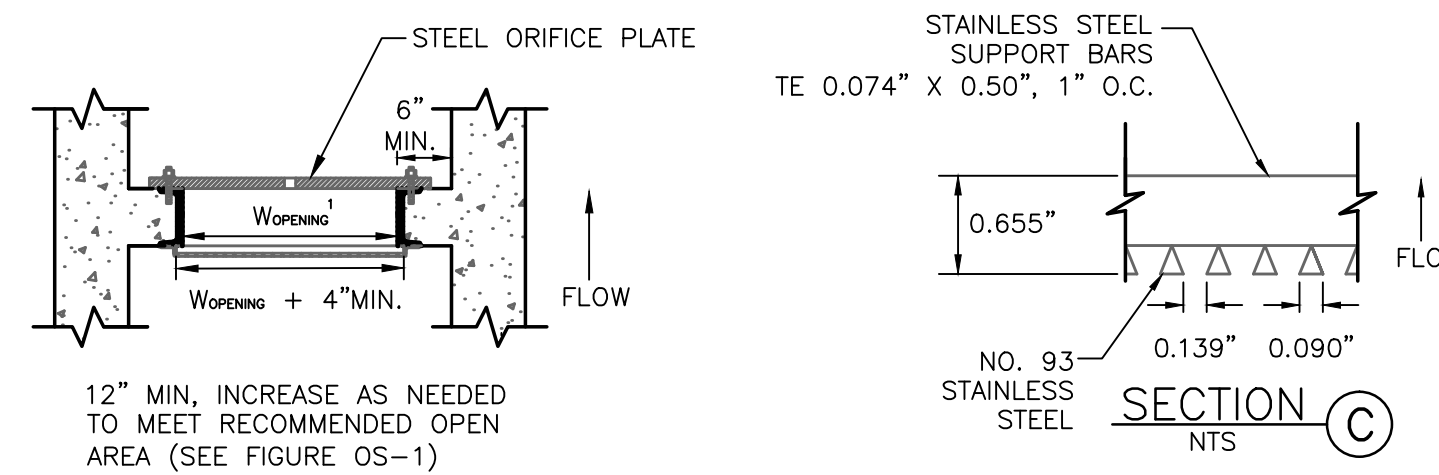 STEEL ORIFICE PLATE
6”
MIN.
WOPENING1
WOPENING + 4”MIN.
FLOW
12” MIN, INCREASE AS NEEDED
TO MEET RECOMMENDED OPEN
AREA (SEE FIGURE OS-1)
STAINLESS STEEL
SUPPORT BARS
TE 0.074” X 0.50”, 1” O.C.
0.655”
FLO
0.139” 0.090”
NO. 93
STAINLESS
STEEL
SECTION C
NTS